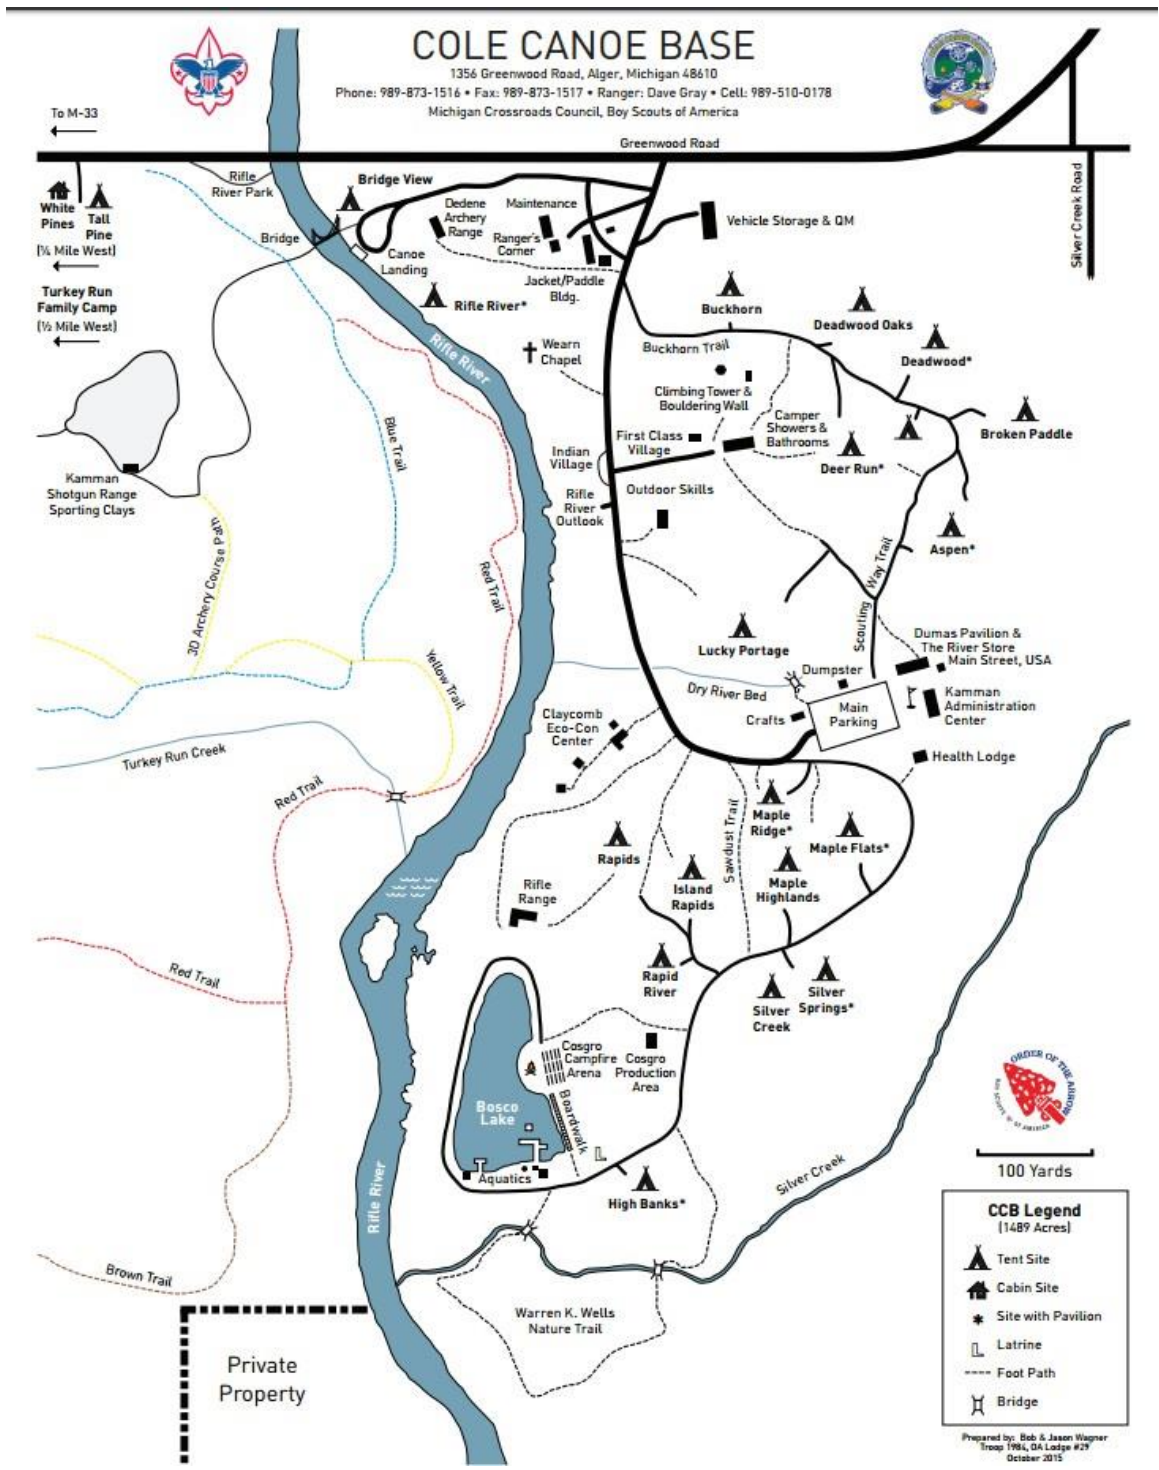 COLE CANOE BASE
1356 Greenwood Road, Alger, Michigan 48610
Phone: 989-873-1516 • Fax: 989-873-1517 • Ranger: Dave Gray • Cell: 989-510-0178
Michigan Crossroads Council, Boy Scouts of America
To M-33
Greenwood Road
Silver Creek Road
White
Pines
Tall
Pine
(¼ Mile West)
Turkey Run
Family Camp
(½ Mile West)
Rifle
River Park
Bridge
Bridge View
Canoe
Landing
Dedene
Archery
Range
Maintenance
Ranger's
Corner
Jacket/Paddle
Bldg.
Vehicle Storage & QM
Rifle River*
Rifle River
Wearn
Chapel
Buckhorn
Buckhorn Trail
Deadwood Oaks
Deadwood*
Broken Paddle
Climbing Tower &
Bouldering Wall
Camper
Showers &
Bathrooms
First Class
Village
Deer Run*
Indian
Village
Rifle
River
Outlook
Outdoor Skills
Aspen*
Scouting Way Trail
Kamman
Shotgun Range
Sporting Clays
Blue Trail
3D Archery Course Path
Red Trail
Yellow Trail
Turkey Run Creek
Lucky Portage
Dumas Pavilion &
The River Store
Main Street, USA
Dumpster
Dry River Bed
Crafts
Main
Parking
Kamman
Administration
Center
Health Lodge
Claycomb
Eco-Con
Center
Red Trail
Sawdust Trail
Maple
Ridge*
Maple Flats*
Maple
Highlands
Rapids
Island
Rapids
Rifle
Range
Rapid
River
Silver
Creek
Silver
Springs*
Red Trail
Cosgro
Campfire
Arena
Cosgro
Production
Area
Bosco
Lake
Boardwalk
Aquatics
L
High Banks*
Silver Creek
Rifle River
Brown Trail
Warren K. Wells
Nature Trail
Private
Property
ORDER OF THE ARROW
100 Yards
CCB Legend
(1489 Acres)
Tent Site
Cabin Site
* Site with Pavilion
L Latrine
Foot Path
Bridge
Prepared by: Bob & Jason Wagner
Troop 1984, OA Lodge #29
October 2015